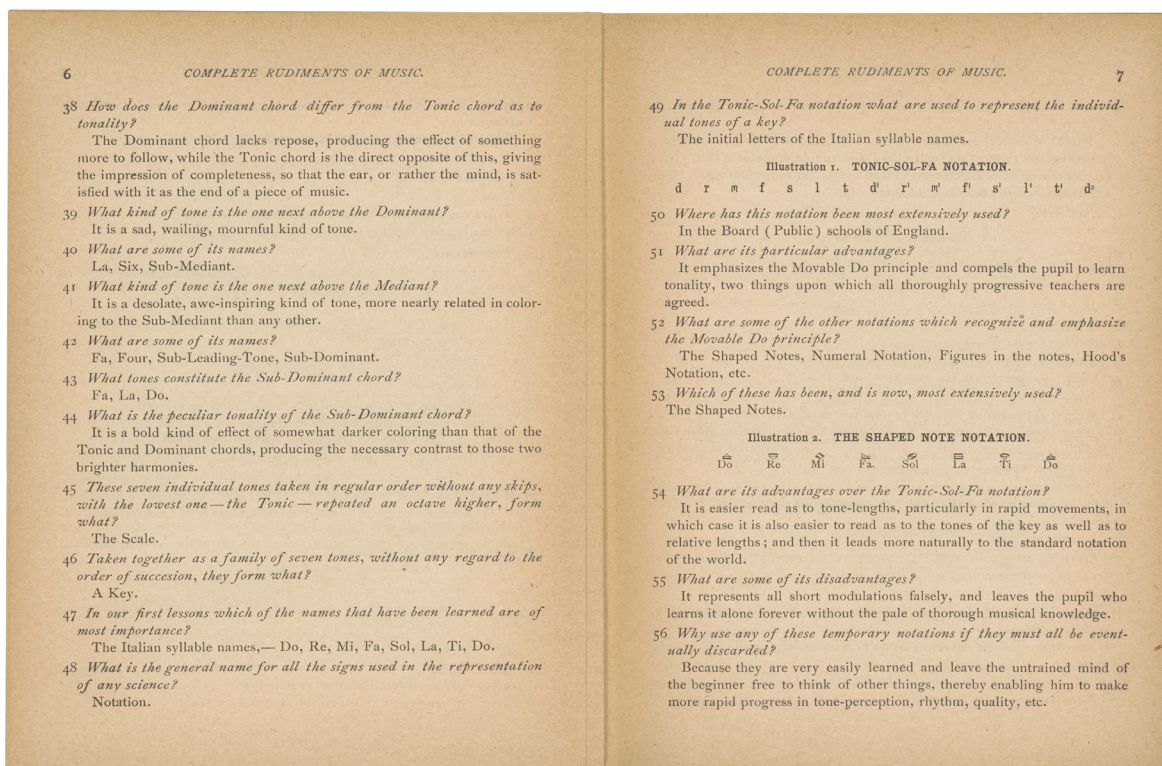 6
COMPLETE RUDIMENTS OF MUSIC.
38 How does the Dominant chord differ from the Tonic chord as to
tonality?
The Dominant chord lacks repose, producing the effect of something
more to follow, while the Tonic chord is the direct opposite of this, giving
the impression of completeness, so that the ear, or rather the mind, is sat-
isfied with it as the end of a piece of music.
39 What kind of tone is the one next above the Dominant?
It is a sad, wailing, mournful kind of tone.
40 What are some of its names?
La, Six, Sub-Mediant.
41 What kind of tone is the one next above the Mediant?
It is a desolate, awe-inspiring kind of tone, more nearly related in color-
ing to the Sub-Mediant than any other.
42 What are some of its names?
Fa, Four, Sub-Leading-Tone, Sub-Dominant.
43 What tones constitute the Sub-Dominant chord?
Fa, La, Do.
44 What is the peculiar tonality of the Sub-Dominant chord?
It is a bold kind of effect of somewhat darker coloring than that of the
Tonic and Dominant chords, producing the necessary contrast to those two
brighter harmonies.
45 These seven individual tones taken in regular order without any skips,
with the lowest one — the Tonic — repeated an octave higher, form
what?
The Scale.
46 Taken together as a family of seven tones, without any regard to the
order of succesion, they form what?
A Key.
47 In our first lessons which of the names that have been learned are of
most importance?
The Italian syllable names,— Do, Re, Mi, Fa, Sol, La, Ti, Do.
48 What is the general name for all the signs used in the representation
of any science?
Notation.
COMPLETE RUDIMENTS OF MUSIC.
7
49 In the Tonic-Sol-Fa notation what are used to represent the individ-
ual tones of a key?
The initial letters of the Italian syllable names.
Illustration 1. TONIC-SOL-FA NOTATION.
d r m f s l t d' r' m' f' s' l' t' d²
50 Where has this notation been most extensively used?
In the Board ( Public ) schools of England.
51 What are its particular advantages?
It emphasizes the Movable Do principle and compels the pupil to learn
tonality, two things upon which all thoroughly progressive teachers are
agreed.
52 What are some of the other notations which recognize and emphasize
the Movable Do principle?
The Shaped Notes, Numeral Notation, Figures in the notes, Hood's
Notation, etc.
53 Which of these has been, and is now, most extensively used?
The Shaped Notes.
Illustration 2. THE SHAPED NOTE NOTATION.
Do Re Mi Fa. Sol La Ti Do
54 What are its advantages over the Tonic-Sol-Fa notation?
It is easier read as to tone-lengths, particularly in rapid movements, in
which case it is also easier to read as to the tones of the key as well as to
relative lengths ; and then it leads more naturally to the standard notation
of the world.
55 What are some of its disadvantages?
It represents all short modulations falsely, and leaves the pupil who
learns it alone forever without the pale of thorough musical knowledge.
56 Why use any of these temporary notations if they must all be event-
ually discarded?
Because they are very easily learned and leave the untrained mind of
the beginner free to think of other things, thereby enabling him to make
more rapid progress in tone-perception, rhythm, quality, etc.